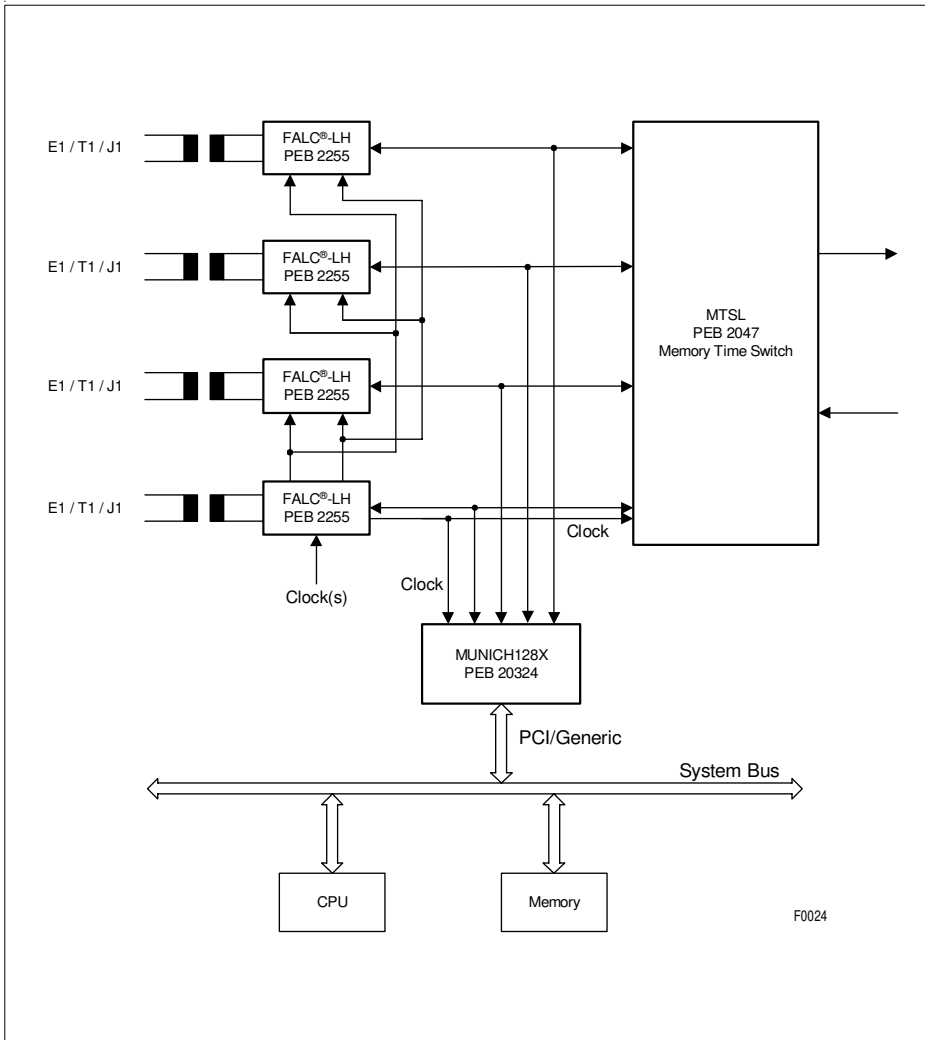 E1 / T1 / J1
FALC®-LH
PEB 2255
E1 / T1 / J1
FALC®-LH
PEB 2255
MTSL
PEB 2047
Memory Time Switch
E1 / T1 / J1
FALC®-LH
PEB 2255
E1 / T1 / J1
FALC®-LH
PEB 2255
Clock
Clock
Clock(s)
MUNICH128X
PEB 20324
PCI/Generic
System Bus
CPU
Memory
F0024